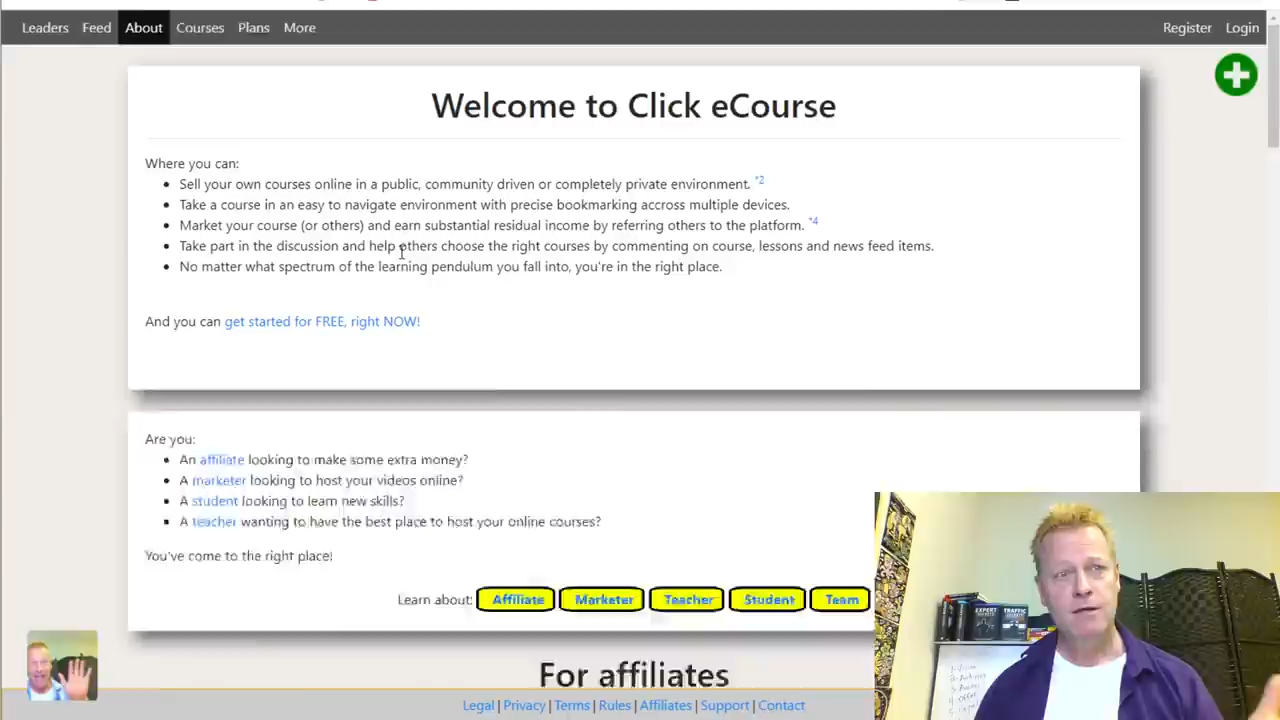 Leaders Feed About Courses Plans More Register Login
Welcome to Click eCourse
Where you can:
Sell your own courses online in a public, community driven or completely private environment. *2
Take a course in an easy to navigate environment with precise bookmarking accross multiple devices.
Market your course (or others) and earn substantial residual income by referring others to the platform. *4
Take part in the discussion and help others choose the right courses by commenting on course, lessons and news feed items.
No matter what spectrum of the learning pendulum you fall into, you're in the right place.
And you can get started for FREE, right NOW!
Are you:
An affiliate looking to make some extra money?
A marketer looking to host your videos online?
A student looking to learn new skills?
A teacher wanting to have the best place to host your online courses?
You've come to the right place!
Learn about: Affiliate Marketer Teacher Student Team
EXPERT
SECRETS
TRAFFIC
SECRETS
For affiliates
Legal | Privacy | Terms | Rules | Affiliates | Support | Contact